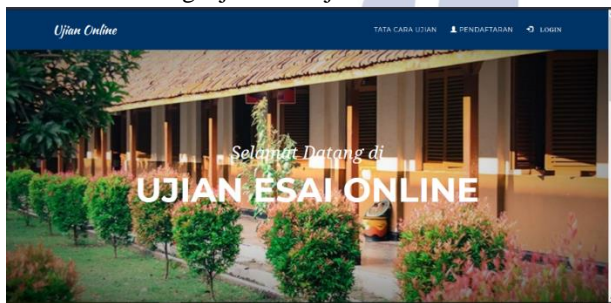 Ujian Online
TATA CARA UJIAN PENDAFTARAN LOGIN
Selamat Datang di
UJIAN ESAI ONLINE